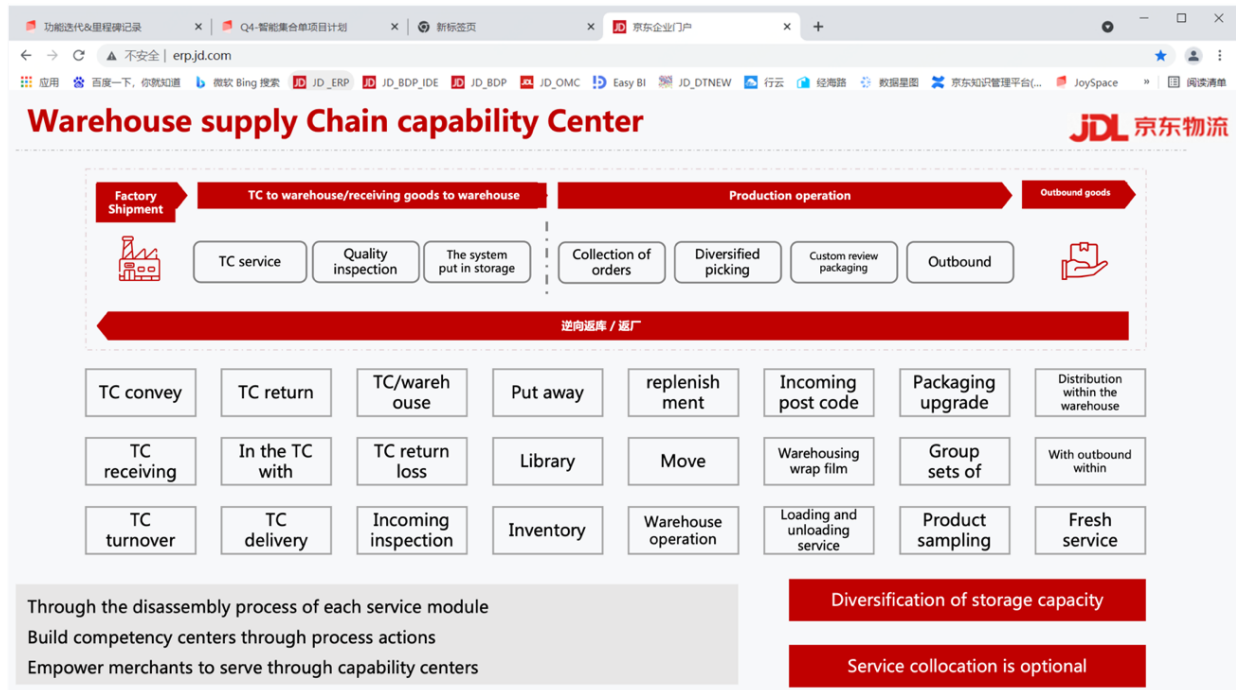 功能迭代&里程碑记录
Q4-智能集合单项目计划
新标签页
京东企业门户
不安全 | erp.jd.com
应用 百度一下，你就知道 微软 Bing 搜索 JD_ERP JD_BDP_IDE JD_BDP JD_OMC Easy BI JD_DTNEW 行云 经海路 数据星图 京东知识管理平台(... JoySpace » 阅读清单
Warehouse supply Chain capability Center
JDL 京东物流
Factory
Shipment
TC to warehouse/receiving goods to warehouse
Production operation
Outbound goods
TC service
Quality
inspection
The system
put in storage
Collection of
orders
Diversified
picking
Custom review
packaging
Outbound
逆向返库 / 返厂
TC convey
TC return
TC/wareh
ouse
Put away
replenish
ment
Incoming
post code
Packaging
upgrade
Distribution
within the
warehouse
TC
receiving
In the TC
with
TC return
loss
Library
Move
Warehousing
wrap film
Group
sets of
With outbound
within
TC
turnover
TC
delivery
Incoming
inspection
Inventory
Warehouse
operation
Loading and
unloading
service
Product
sampling
Fresh
service
Through the disassembly process of each service module
Build competency centers through process actions
Empower merchants to serve through capability centers
Diversification of storage capacity
Service collocation is optional